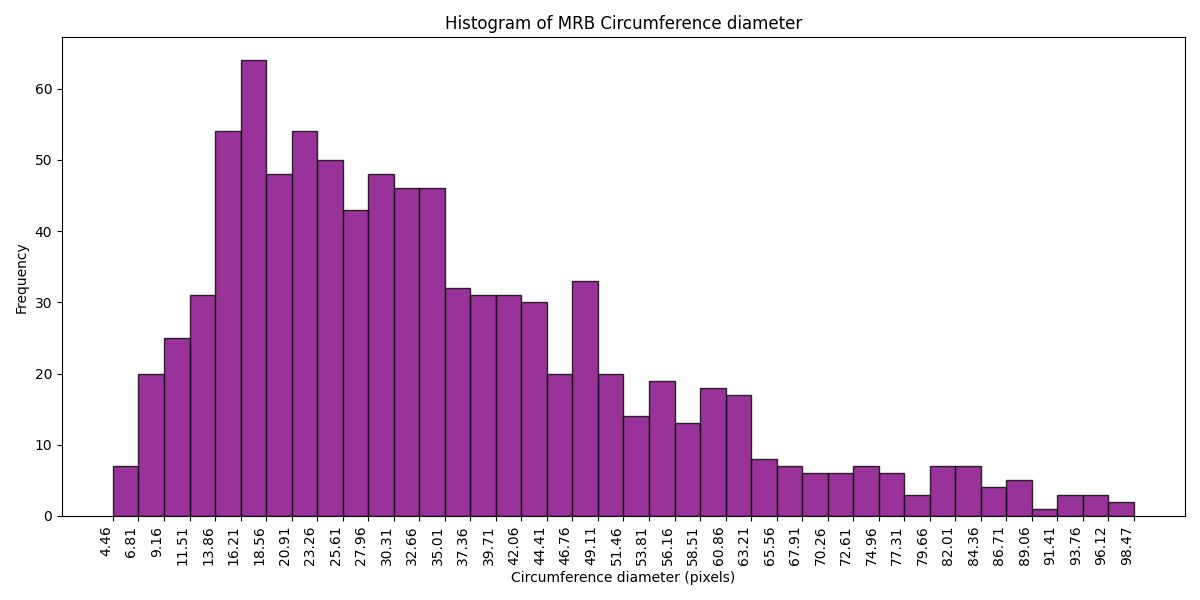 Histogram of MRB Circumference diameter
Frequency
60
50
40
30
20
10
0
4.46 6.81 9.16 11.51 13.86 16.21 18.56 20.91 23.26 25.61 27.96 30.31 32.66 35.01 37.36 39.71 42.06 44.41 46.76 49.11 51.46 53.81 56.16 58.51 60.86 63.21 65.56 67.91 70.26 72.61 74.96 77.31 79.66 82.01 84.36 86.71 89.06 91.41 93.76 96.12 98.47
Circumference diameter (pixels)